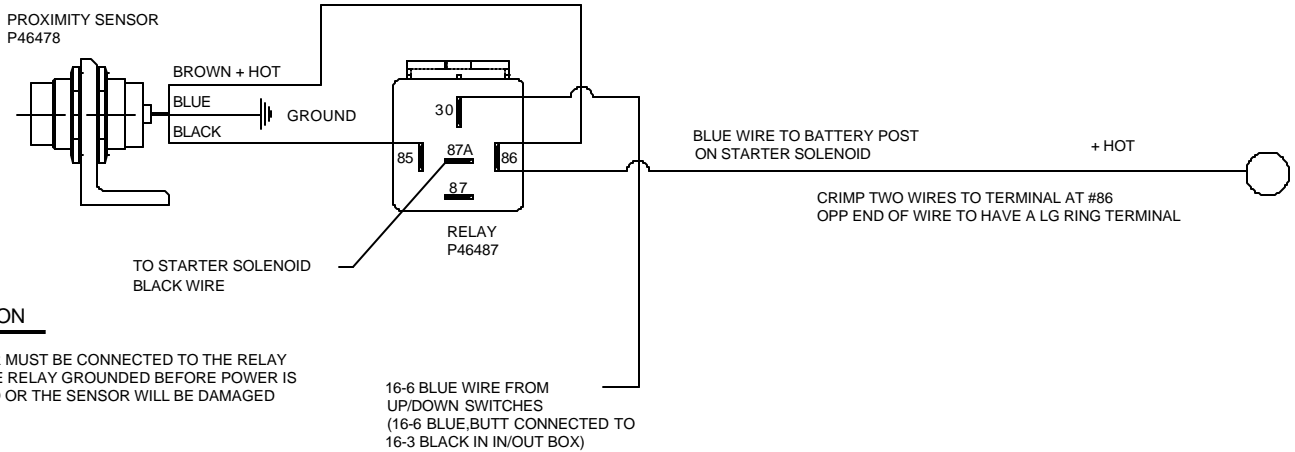 PROXIMITY SENSOR
P46478
BROWN + HOT
BLUE
GROUND
BLACK
30
85
87A
86
87
RELAY
P46487
BLUE WIRE TO BATTERY POST
ON STARTER SOLENOID
+ HOT
CRIMP TWO WIRES TO TERMINAL AT #86
OPP END OF WIRE TO HAVE A LG RING TERMINAL
TO STARTER SOLENOID
BLACK WIRE
ON
MUST BE CONNECTED TO THE RELAY
RELAY GROUNDED BEFORE POWER IS
OR THE SENSOR WILL BE DAMAGED
16-6 BLUE WIRE FROM
UP/DOWN SWITCHES
(16-6 BLUE,BUTT CONNECTED TO
16-3 BLACK IN IN/OUT BOX)